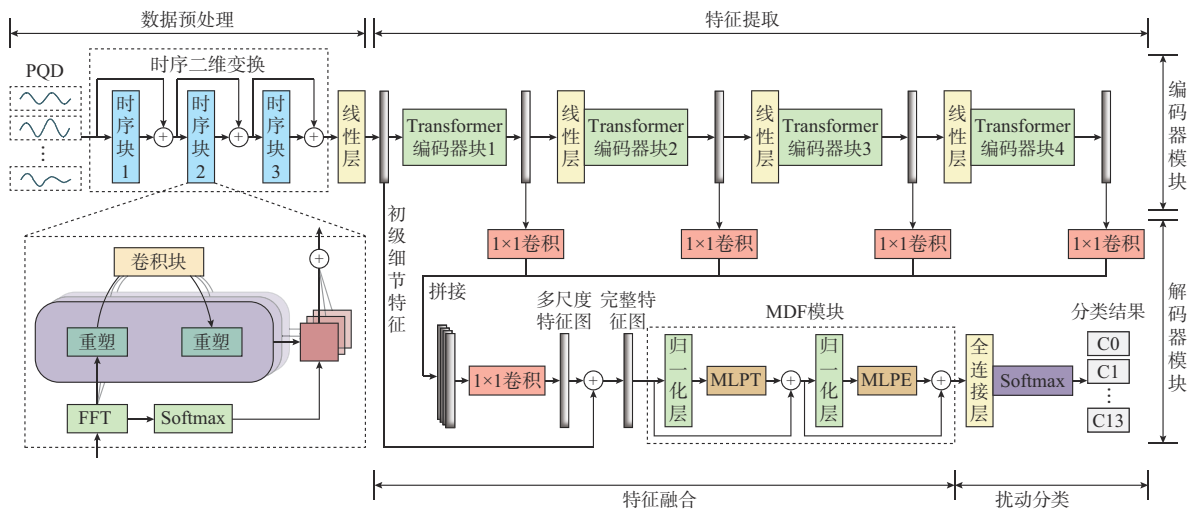 数据预处理
特征提取
PQD
时序二维变换
时序块1
时序块2
时序块3
线性层
Transformer
编码器块1
线性层
Transformer
编码器块2
线性层
Transformer
编码器块3
线性层
Transformer
编码器块4
编码器模块
初级细节特征
1×1卷积
1×1卷积
1×1卷积
1×1卷积
卷积块
重塑
重塑
FFT
Softmax
拼接
1×1卷积
多尺度
特征图
完整特
征图
MDF模块
归一化层
MLPT
归一化层
MLPE
全连接层
Softmax
分类结果
C0
C1
C13
解码器模块
特征融合
扰动分类